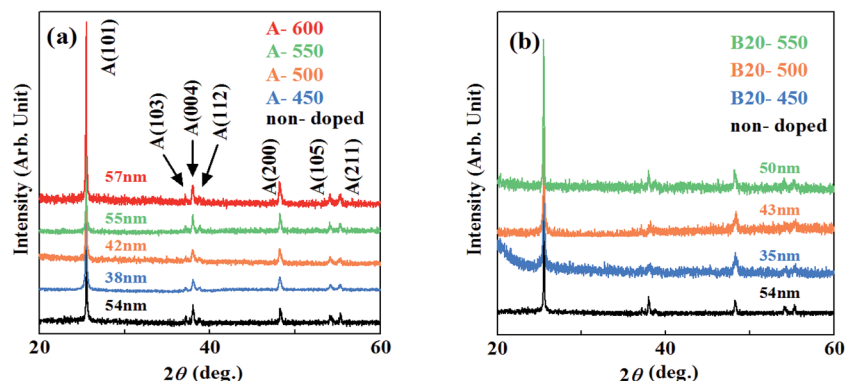 (a)
A(101)
A- 600
A- 550
A- 500
A- 450
non- doped
A(103)
A(004)
A(112)
A(200)
A(105)
A(211)
57nm
55nm
42nm
38nm
54nm
Intensity (Arb. Unit)
20
40
60
2θ (deg.)
(b)
B20- 550
B20- 500
B20- 450
non- doped
50nm
43nm
35nm
54nm
Intensity (Arb. Unit)
20
40
60
2θ (deg.)